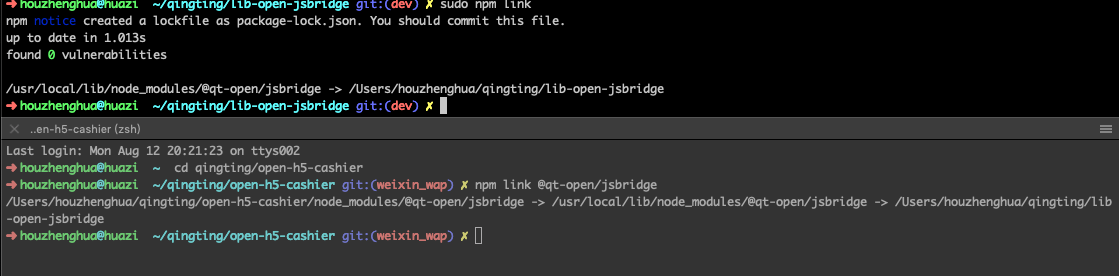 ➜ houzhenghua@huazi ~/qingting/lib-open-jsbridge git:(dev) ✗ sudo npm link
npm notice created a lockfile as package-lock.json. You should commit this file.
up to date in 1.013s
found 0 vulnerabilities
/usr/local/lib/node_modules/@qt-open/jsbridge -> /Users/houzhenghua/qingting/lib-open-jsbridge
➜ houzhenghua@huazi ~/qingting/lib-open-jsbridge git:(dev) ✗
..en-h5-cashier (zsh)
Last login: Mon Aug 12 20:21:23 on ttys002
➜ houzhenghua@huazi ~ cd qingting/open-h5-cashier
➜ houzhenghua@huazi ~/qingting/open-h5-cashier git:(weixin_wap) ✗ npm link @qt-open/jsbridge
/Users/houzhenghua/qingting/open-h5-cashier/node_modules/@qt-open/jsbridge -> /usr/local/lib/node_modules/@qt-open/jsbridge -> /Users/houzhenghua/qingting/lib
-open-jsbridge
➜ houzhenghua@huazi ~/qingting/open-h5-cashier git:(weixin_wap) ✗